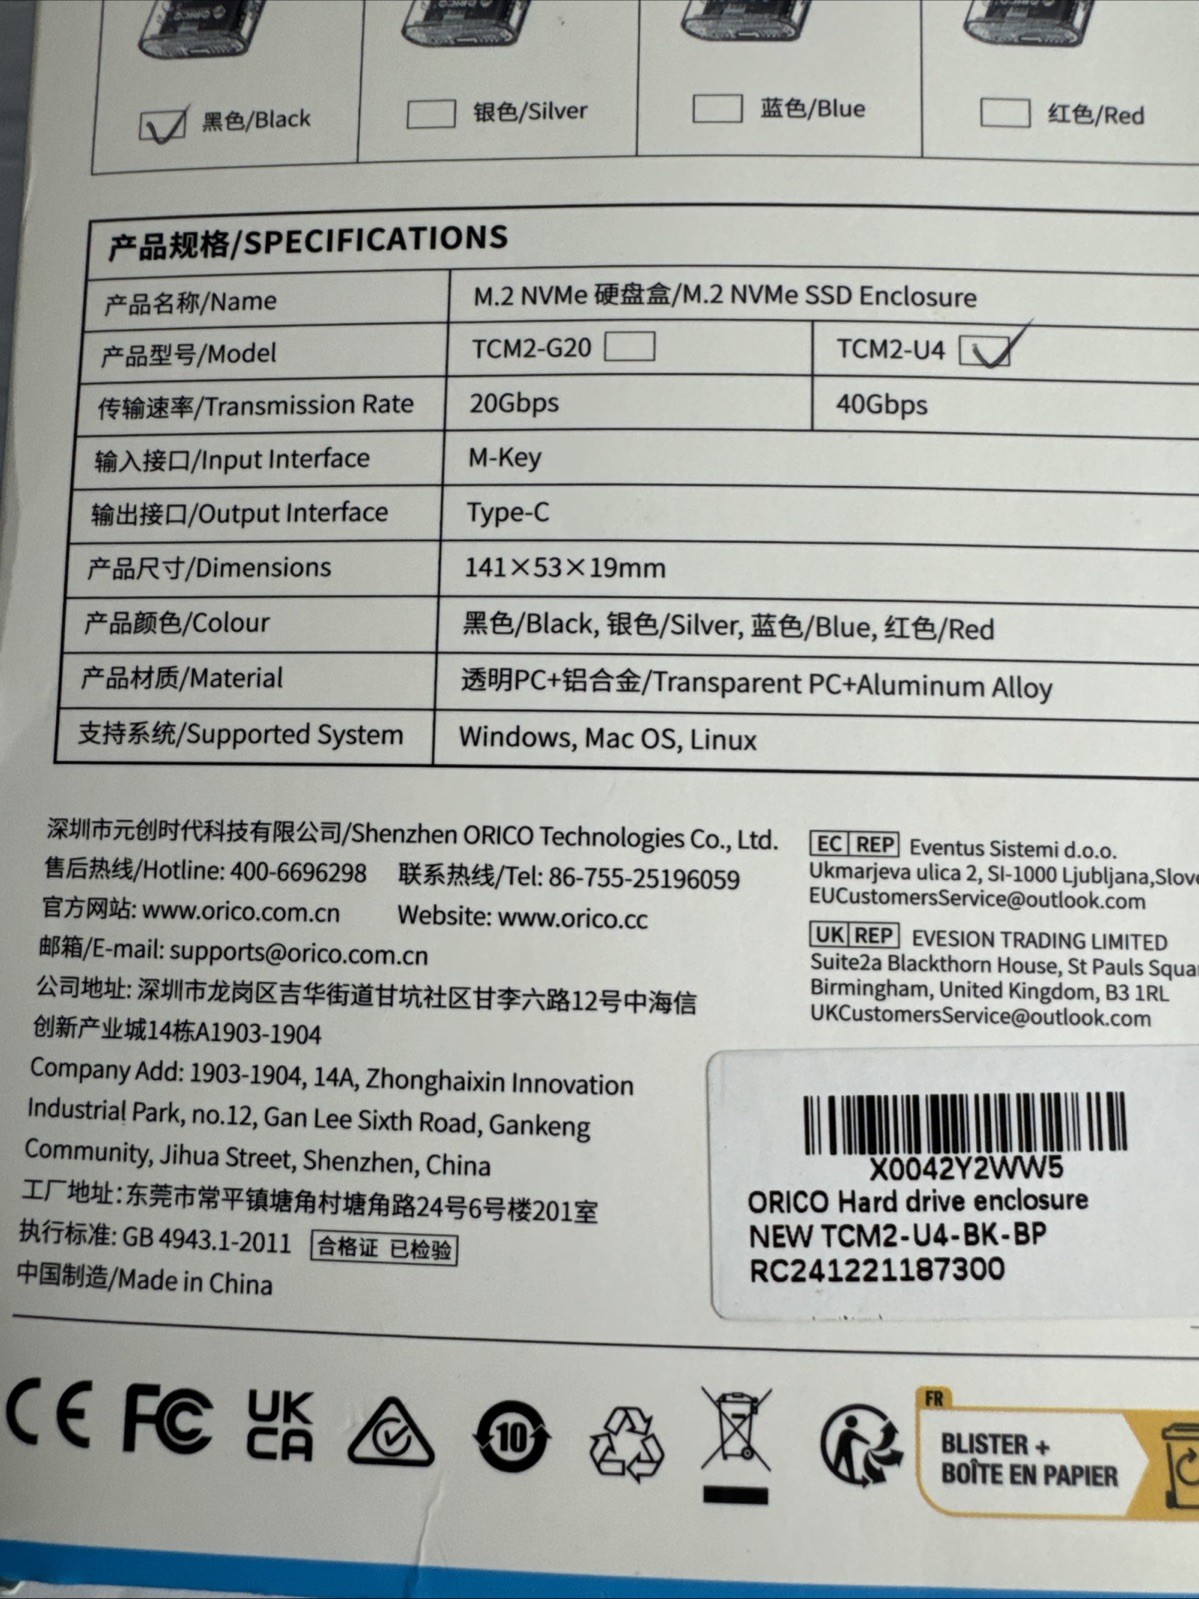 黑色/Black
银色/Silver
蓝色/Blue
红色/Red
产品规格/SPECIFICATIONS
产品名称/Name M.2 NVMe 硬盘盒/M.2 NVMe SSD Enclosure
产品型号/Model TCM2-G20 TCM2-U4
传输速率/Transmission Rate 20Gbps 40Gbps
输入接口/Input Interface M-Key
输出接口/Output Interface Type-C
产品尺寸/Dimensions 141×53×19mm
产品颜色/Colour 黑色/Black, 银色/Silver, 蓝色/Blue, 红色/Red
产品材质/Material 透明PC+铝合金/Transparent PC+Aluminum Alloy
支持系统/Supported System Windows, Mac OS, Linux
深圳市元创时代科技有限公司/Shenzhen ORICO Technologies Co., Ltd.
售后热线/Hotline: 400-6696298 联系热线/Tel: 86-755-25196059
官方网站: www.orico.com.cn Website: www.orico.cc
邮箱/E-mail: supports@orico.com.cn
公司地址: 深圳市龙岗区吉华街道甘坑社区甘李六路12号中海信
创新产业城14栋A1903-1904
Company Add: 1903-1904, 14A, Zhonghaixin Innovation
Industrial Park, no.12, Gan Lee Sixth Road, Gankeng
Community, Jihua Street, Shenzhen, China
工厂地址:东莞市常平镇塘角村塘角路24号6号楼201室
执行标准: GB 4943.1-2011 合格证 已检验
中国制造/Made in China
EC REP Eventus Sistemi d.o.o.
Ukmarjeva ulica 2, SI-1000 Ljubljana,
EUCustomersService@outlook.com
UK REP EVESION TRADING LIMITED
Suite2a Blackthorn House, St Pauls
Birmingham, United Kingdom, B3 1RL
UKCustomersService@outlook.com
X0042Y2WW5
ORICO Hard drive enclosure
NEW TCM2-U4-BK-BP
RC241221187300
CE FC UK CA 10
FR
BLISTER +
BOÎTE EN PAPIER